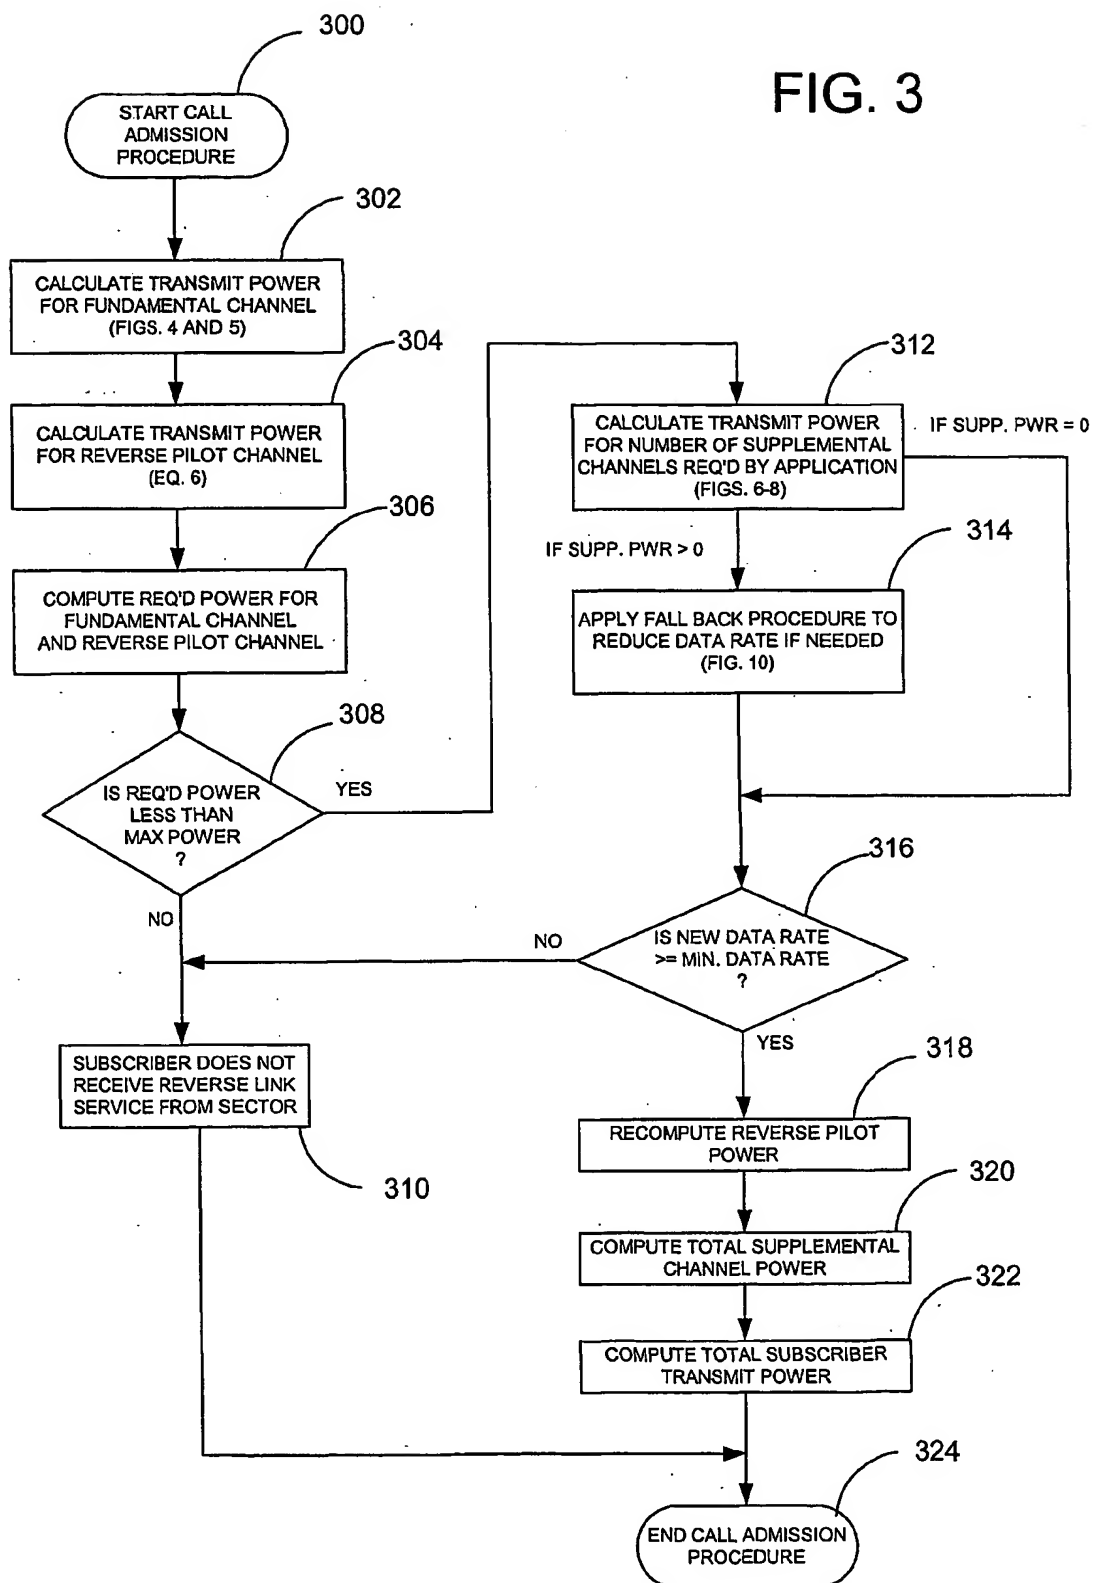 300
FIG. 3
START CALL
ADMISSION
PROCEDURE
302
CALCULATE TRANSMIT POWER
FOR FUNDAMENTAL CHANNEL
(FIGS. 4 AND 5)
304
CALCULATE TRANSMIT POWER
FOR REVERSE PILOT CHANNEL
(EQ. 6)
306
COMPUTE REQ'D POWER FOR
FUNDAMENTAL CHANNEL
AND REVERSE PILOT CHANNEL
308
IS REQ'D POWER
LESS THAN
MAX POWER
?
YES
NO
312
CALCULATE TRANSMIT POWER
FOR NUMBER OF SUPPLEMENTAL
CHANNELS REQ'D BY APPLICATION
(FIGS. 6-8)
IF SUPP. PWR = 0
IF SUPP. PWR > 0
314
APPLY FALL BACK PROCEDURE TO
REDUCE DATA RATE IF NEEDED
(FIG. 10)
316
IS NEW DATA RATE
>= MIN. DATA RATE
?
NO
YES
SUBSCRIBER DOES NOT
RECEIVE REVERSE LINK
SERVICE FROM SECTOR
310
318
RECOMPUTE REVERSE PILOT
POWER
320
COMPUTE TOTAL SUPPLEMENTAL
CHANNEL POWER
322
COMPUTE TOTAL SUBSCRIBER
TRANSMIT POWER
324
END CALL ADMISSION
PROCEDURE